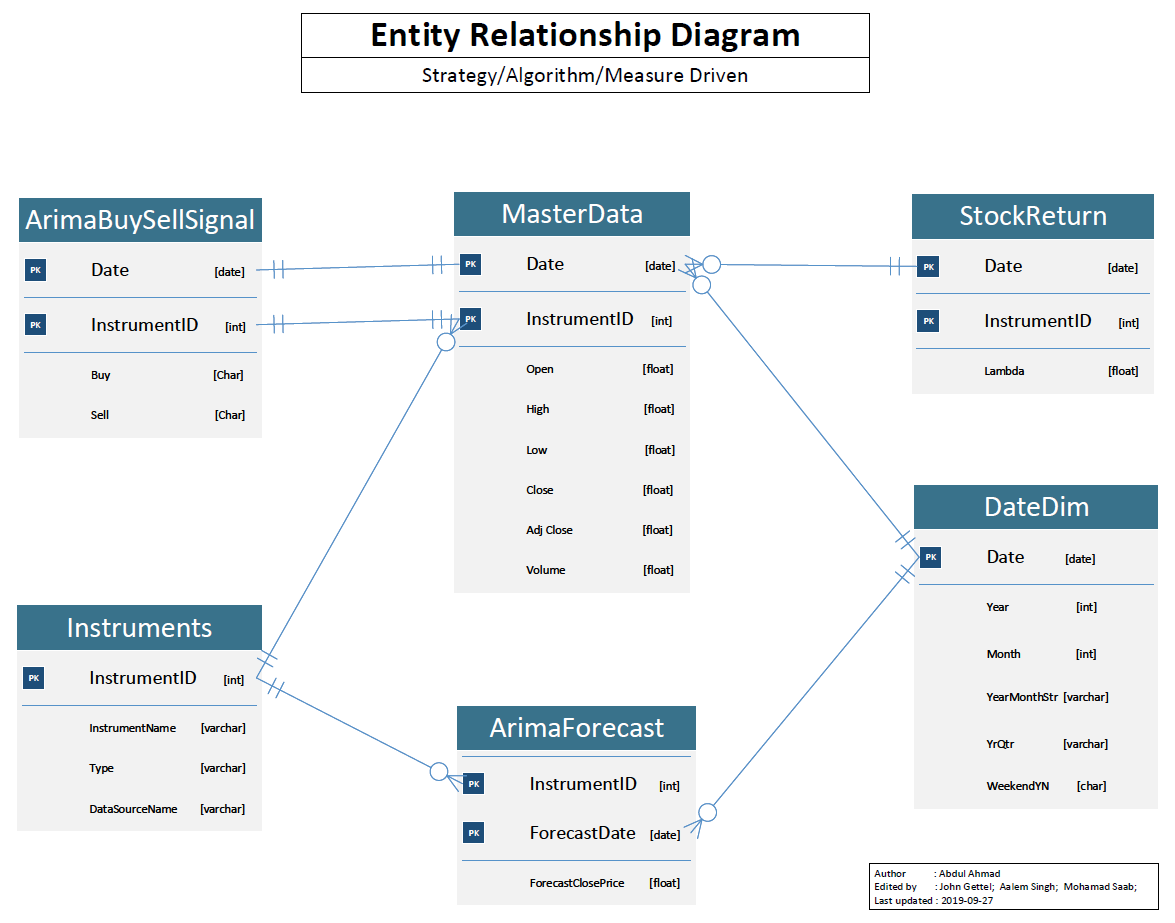 Entity Relationship Diagram
Strategy/Algorithm/Measure Driven
ArimaBuySellSignal
PK Date [date]
PK InstrumentID [int]
Buy [Char]
Sell [Char]
MasterData
PK Date [date]
PK InstrumentID [int]
Open [float]
High [float]
Low [float]
Close [float]
Adj Close [float]
Volume [float]
StockReturn
PK Date [date]
PK InstrumentID [int]
Lambda [float]
DateDim
PK Date [date]
Year [int]
Month [int]
YearMonthStr [varchar]
YrQtr [varchar]
WeekendYN [char]
Instruments
PK InstrumentID [int]
InstrumentName [varchar]
Type [varchar]
DataSourceName [varchar]
ArimaForecast
PK InstrumentID [int]
PK ForecastDate [date]
ForecastClosePrice [float]
Author : Abdul Ahmad
Edited by : John Gettel; Aalem Singh; Mohamad Saab;
Last updated : 2019-09-27